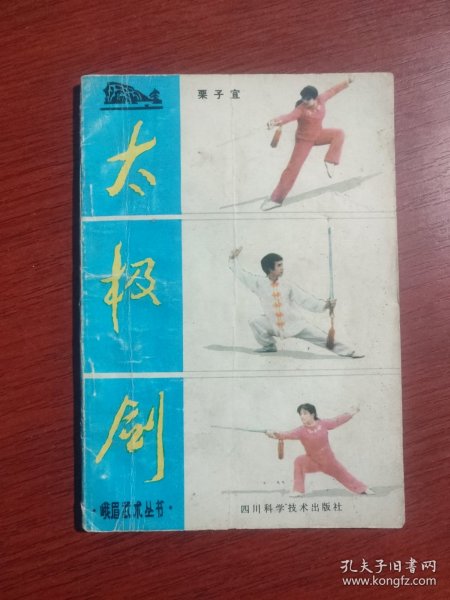 栗子宜
太
极
剑
·峨眉武术丛书·
四川科学技术出版社
孔夫子旧书网
www.kongfz.com